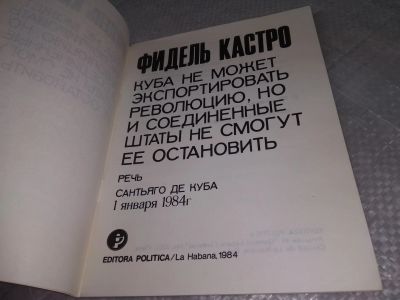 ФИДЕЛЬ КАСТРО
КУБА НЕ МОЖЕТ
ЭКСПОРТИРОВАТЬ
РЕВОЛЮЦИЮ, НО
И СОЕДИНЕННЫЕ
ШТАТЫ НЕ СМОГУТ
ЕЕ ОСТАНОВИТЬ
РЕЧЬ
САНТЬЯГО ДЕ КУБА
1 января 1984г
EDITORA POLITICA/La Habana, 1984